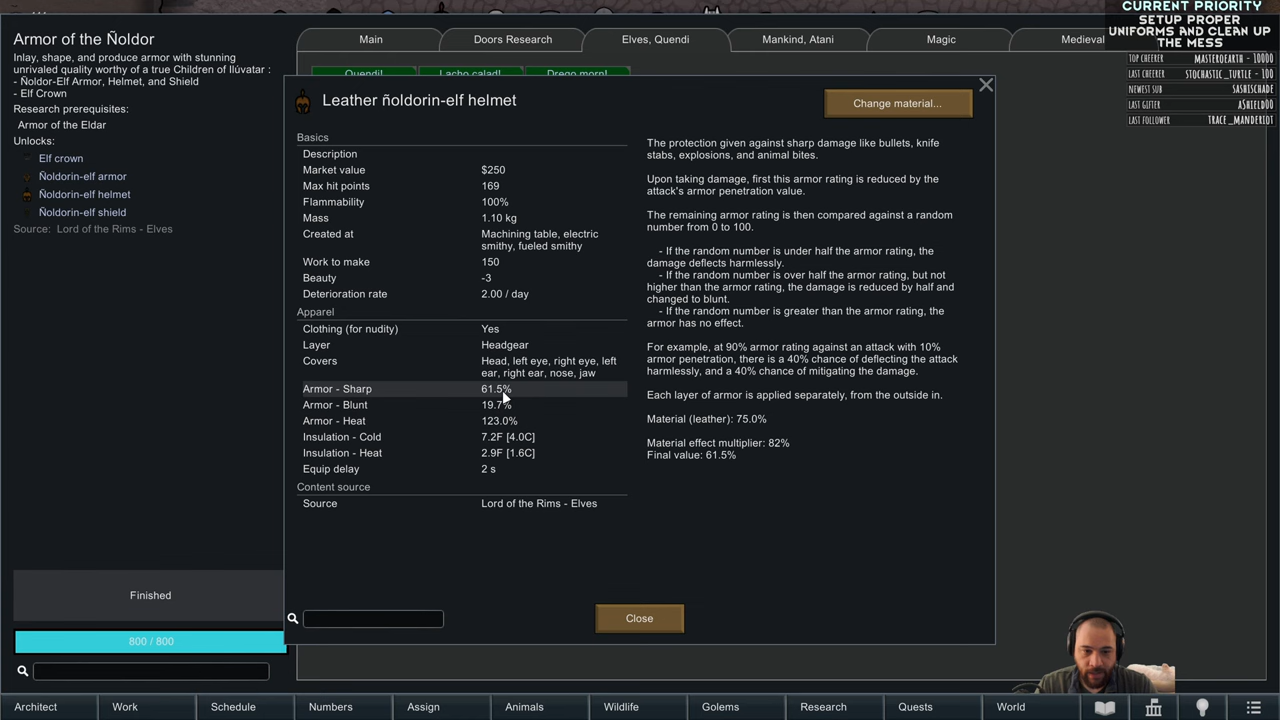 Armor of the Ñoldor
Inlay, shape, and produce armor with stunning
unrivaled quality worthy of a true Children of Ilúvatar :
- Ñoldor-Elf Armor, Helmet, and Shield
- Elf Crown
Research prerequisites:
Armor of the Eldar
Unlocks:
Elf crown
Ñoldorin-elf armor
Ñoldorin-elf helmet
Ñoldorin-elf shield
Source: Lord of the Rims - Elves
Finished
800 / 800
Main
Doors Research
Elves, Quendi
Mankind, Atani
Magic
Medieval
Quendi!
Lacho calad!
Drego morn!
Leather ñoldorin-elf helmet
Change material...
Basics
Description
Market value $250
Max hit points 169
Flammability 100%
Mass 1.10 kg
Created at Machining table, electric
smithy, fueled smithy
Work to make 150
Beauty -3
Deterioration rate 2.00 / day
Apparel
Clothing (for nudity) Yes
Layer Headgear
Covers Head, left eye, right eye, left
ear, right ear, nose, jaw
Armor - Sharp 61.5%
Armor - Blunt 19.7%
Armor - Heat 123.0%
Insulation - Cold 7.2F [4.0C]
Insulation - Heat 2.9F [1.6C]
Equip delay 2 s
Content source
Source Lord of the Rims - Elves
The protection given against sharp damage like bullets, knife
stabs, explosions, and animal bites.
Upon taking damage, first this armor rating is reduced by the
attack's armor penetration value.
The remaining armor rating is then compared against a random
number from 0 to 100.
- If the random number is under half the armor rating, the
damage deflects harmlessly.
- If the random number is over half the armor rating, but not
higher than the armor rating, the damage is reduced by half and
changed to blunt.
- If the random number is greater than the armor rating, the
armor has no effect.
For example, at 90% armor rating against an attack with 10%
armor penetration, there is a 40% chance of deflecting the attack
harmlessly, and a 40% chance of mitigating the damage.
Each layer of armor is applied separately, from the outside in.
Material (leather): 75.0%
Material effect multiplier: 82%
Final value: 61.5%
Close
CURRENT PRIORITY
SETUP PROPER
UNIFORMS AND CLEAN UP
THE MESS
TOP CHEERER MASTEROFEARTH - 10000
LAST CHEERER STOCHASTIC_TURTLE - 100
NEWEST SUB SASHISCHADE
LAST GIFTER ASHIELD00
LAST FOLLOWER TRACE_MANDERIDT
Architect
Work
Schedule
Numbers
Assign
Animals
Wildlife
Golems
Research
Quests
World